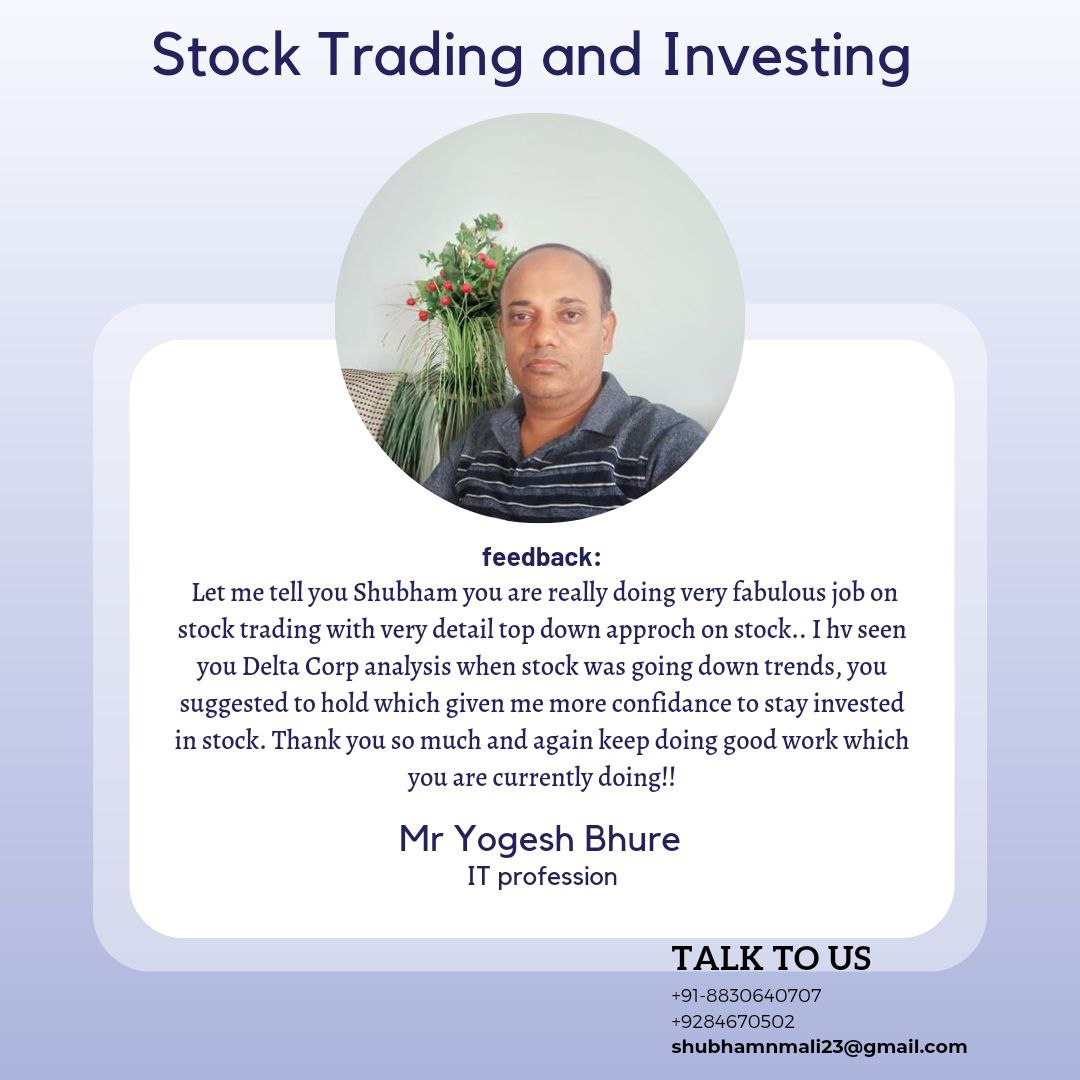 Stock Trading and Investing
feedback:
Let me tell you Shubham you are really doing very fabulous job on
stock trading with very detail top down approch on stock.. I hv seen
you Delta Corp analysis when stock was going down trends, you
suggested to hold which given me more confidance to stay invested
in stock. Thank you so much and again keep doing good work which
you are currently doing!!
Mr Yogesh Bhure
IT profession
TALK TO US
+91-8830640707
+9284670502
shubhamnmali23@gmail.com